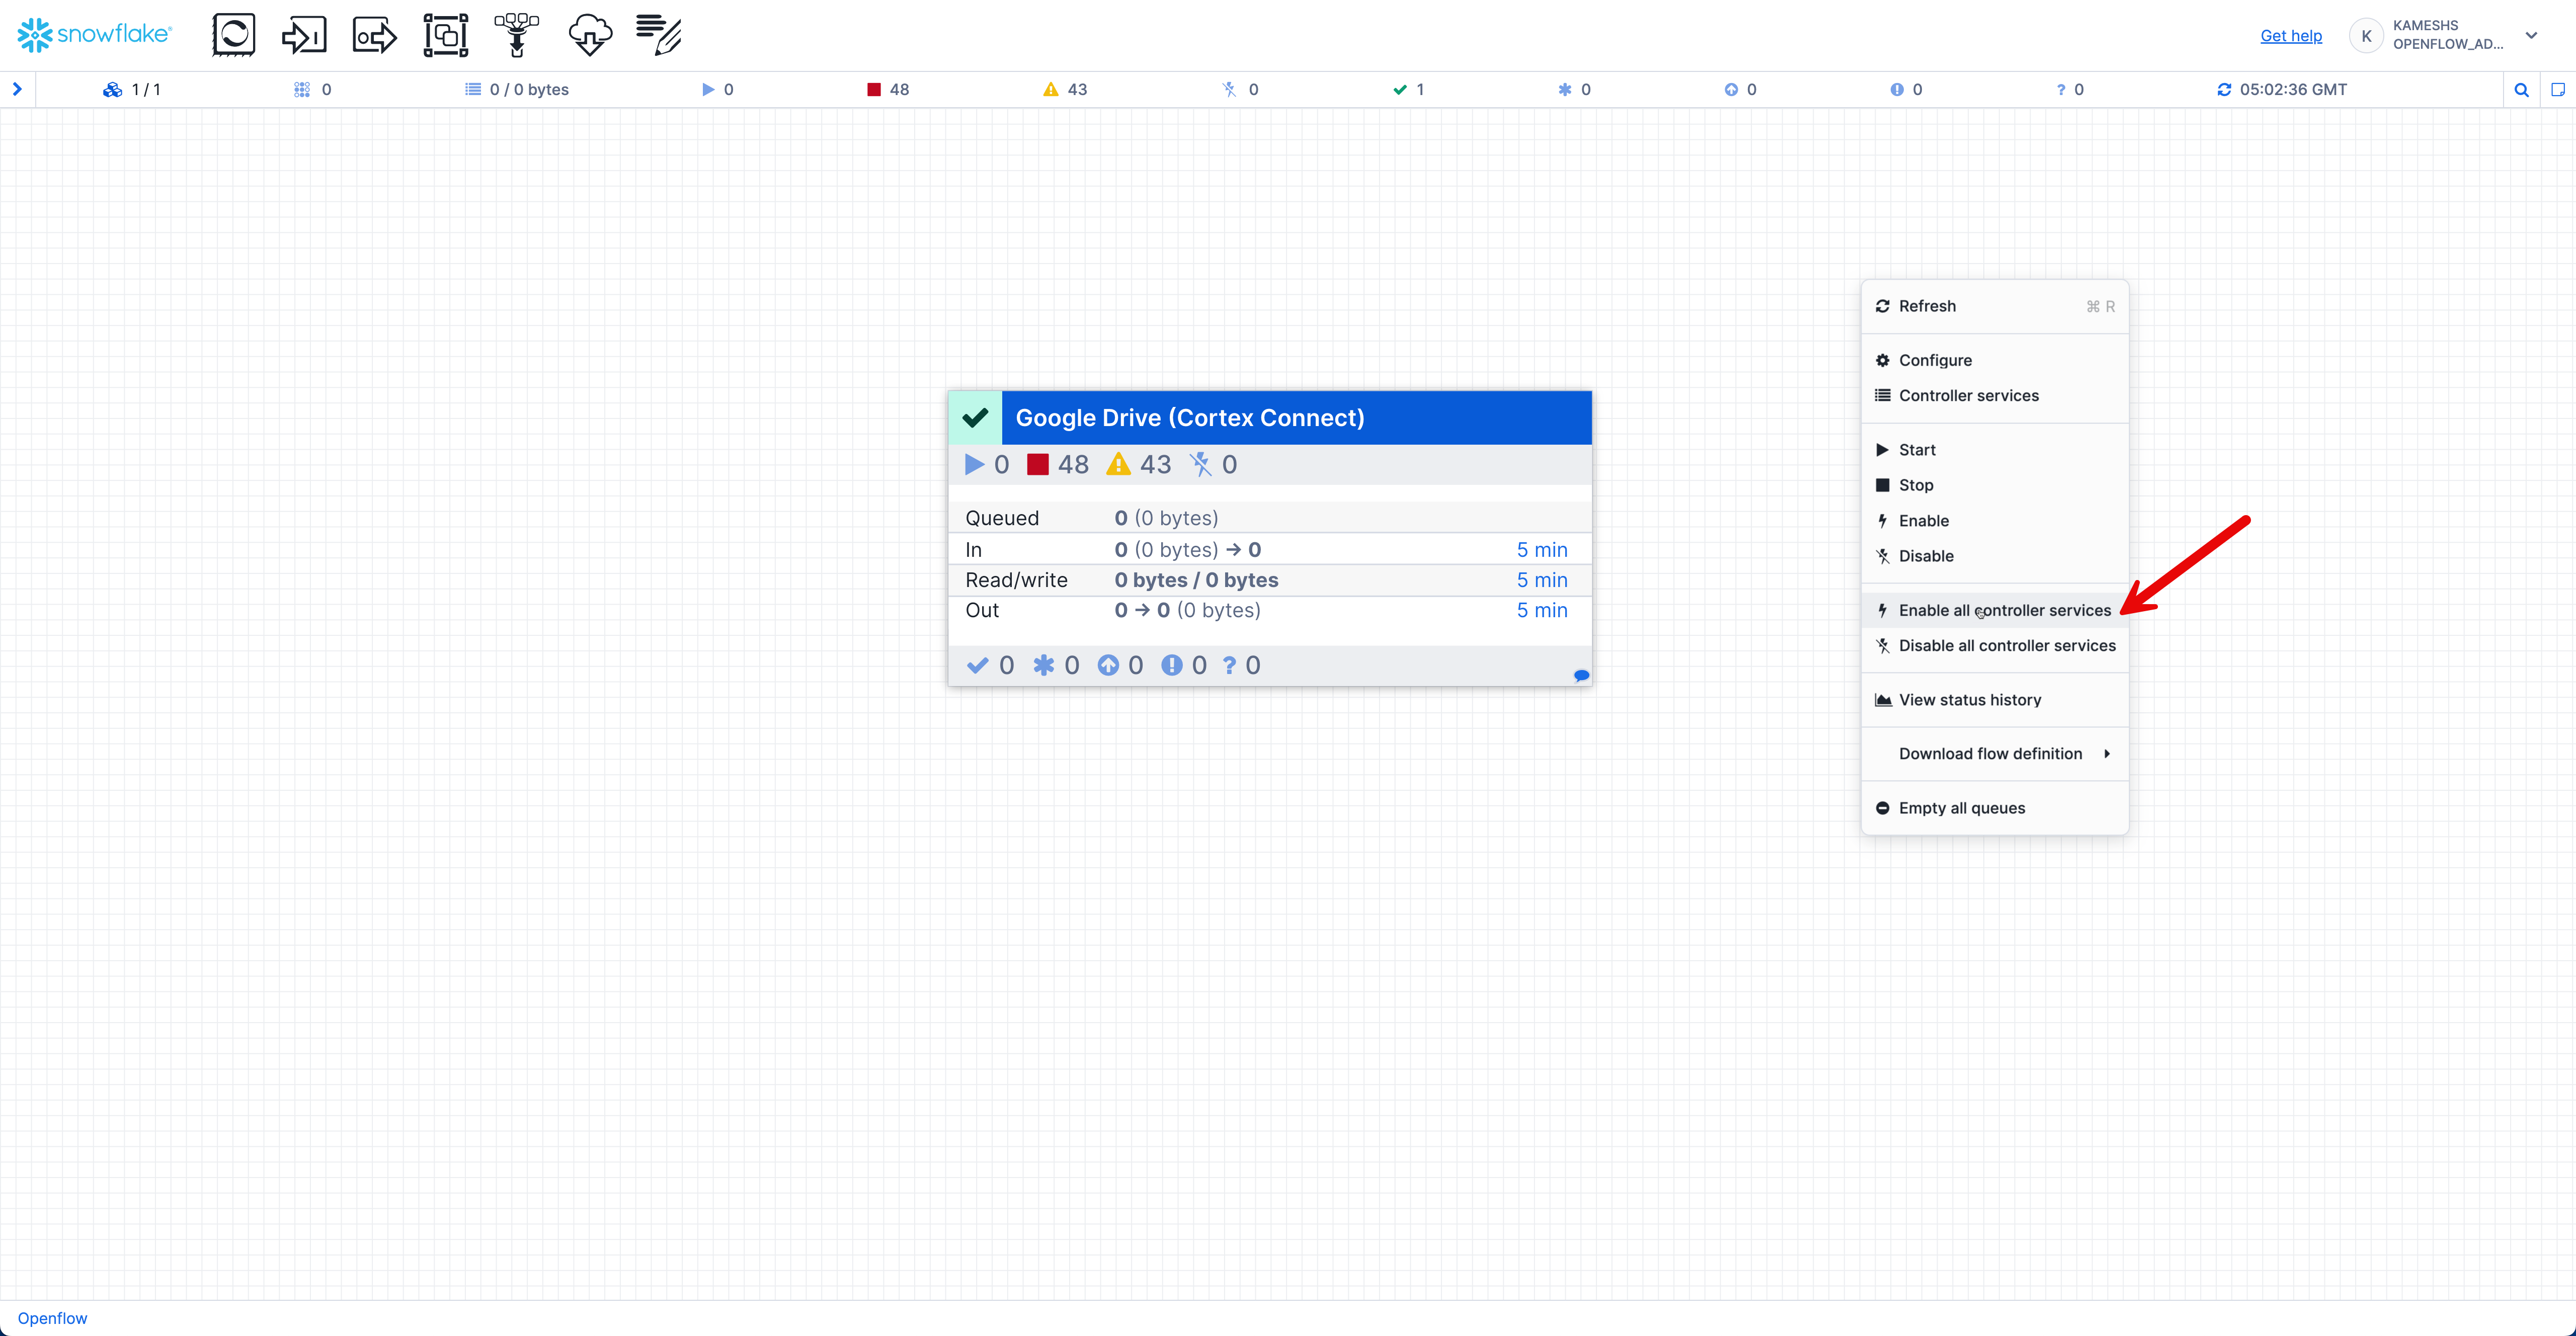 snowflake®
Get help
K
KAMESHS
OPENFLOW_AD...
1 / 1
0
0 / 0 bytes
0
48
43
0
1
0
0
0
? 0
05:02:36 GMT
Google Drive (Cortex Connect)
0 48 43 0
Queued 0 (0 bytes)
In 0 (0 bytes) → 0 5 min
Read/write 0 bytes / 0 bytes 5 min
Out 0 → 0 (0 bytes) 5 min
0 0 0 0 ? 0
Refresh ⌘ R
Configure
Controller services
Start
Stop
Enable
Disable
Enable all controller services
Disable all controller services
View status history
Download flow definition
Empty all queues
Openflow